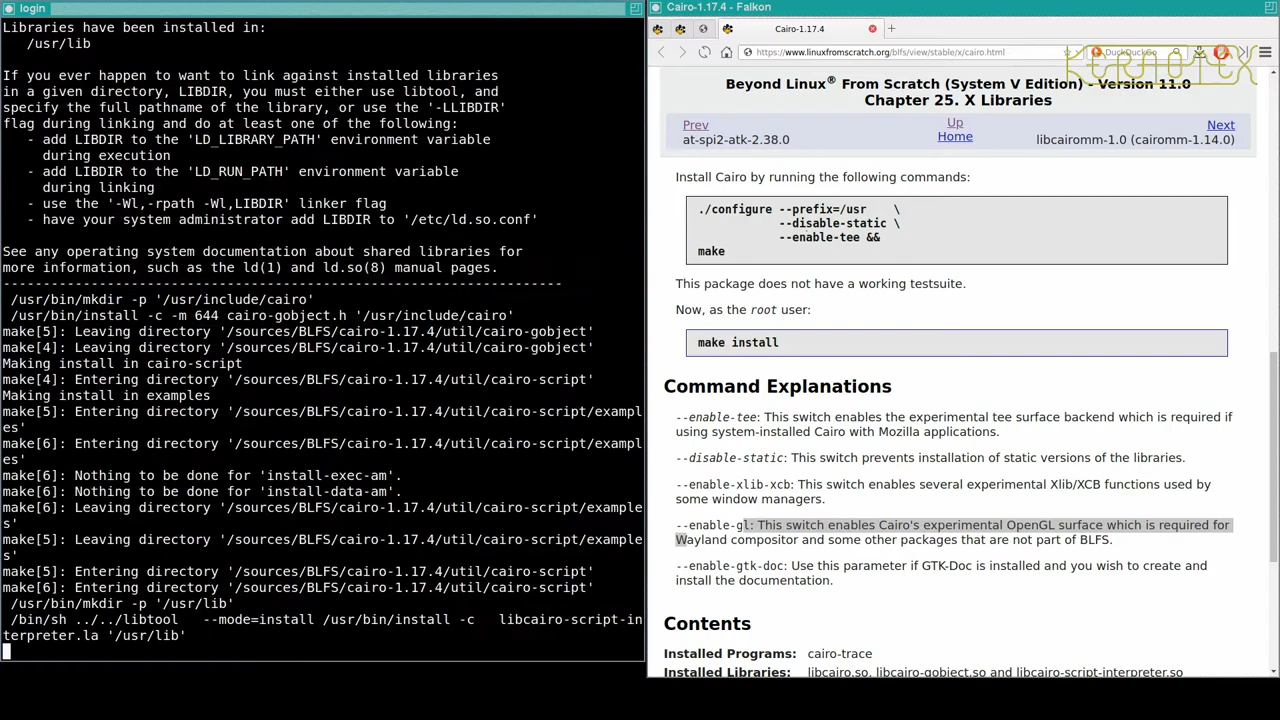 login
Libraries have been installed in:
/usr/lib
If you ever happen to want to link against installed libraries
in a given directory, LIBDIR, you must either use libtool, and
specify the full pathname of the library, or use the '-LLIBDIR'
flag during linking and do at least one of the following:
- add LIBDIR to the 'LD_LIBRARY_PATH' environment variable
during execution
- add LIBDIR to the 'LD_RUN_PATH' environment variable
during linking
- use the '-Wl,-rpath -Wl,LIBDIR' linker flag
- have your system administrator add LIBDIR to '/etc/ld.so.conf'
See any operating system documentation about shared libraries for
more information, such as the ld(1) and ld.so(8) manual pages.
----------------------------------------------------------------------
/usr/bin/mkdir -p '/usr/include/cairo'
/usr/bin/install -c -m 644 cairo-gobject.h '/usr/include/cairo'
make[5]: Leaving directory '/sources/BLFS/cairo-1.17.4/util/cairo-gobject'
make[4]: Leaving directory '/sources/BLFS/cairo-1.17.4/util/cairo-gobject'
Making install in cairo-script
make[4]: Entering directory '/sources/BLFS/cairo-1.17.4/util/cairo-script'
Making install in examples
make[5]: Entering directory '/sources/BLFS/cairo-1.17.4/util/cairo-script/exampl
es'
make[6]: Entering directory '/sources/BLFS/cairo-1.17.4/util/cairo-script/exampl
es'
make[6]: Nothing to be done for 'install-exec-am'.
make[6]: Nothing to be done for 'install-data-am'.
make[6]: Leaving directory '/sources/BLFS/cairo-1.17.4/util/cairo-script/example
s'
make[5]: Leaving directory '/sources/BLFS/cairo-1.17.4/util/cairo-script/example
s'
make[5]: Entering directory '/sources/BLFS/cairo-1.17.4/util/cairo-script'
make[6]: Entering directory '/sources/BLFS/cairo-1.17.4/util/cairo-script'
/usr/bin/mkdir -p '/usr/lib'
/bin/sh ../../libtool   --mode=install /usr/bin/install -c   libcairo-script-in
terpreter.la '/usr/lib'
Cairo-1.17.4 - Falkon
Cairo-1.17.4
https://www.linuxfromscratch.org/blfs/view/stable/x/cairo.html
DuckDuckGo
KERNOTEX
Beyond Linux® From Scratch (System V Edition) - Version 11.0
Chapter 25. X Libraries
Prev Up Next
at-spi2-atk-2.38.0 Home libcairomm-1.0 (cairomm-1.14.0)
Install Cairo by running the following commands:
./configure --prefix=/usr    \
--disable-static \
--enable-tee &&
make
This package does not have a working testsuite.
Now, as the root user:
make install
Command Explanations
--enable-tee: This switch enables the experimental tee surface backend which is required if
using system-installed Cairo with Mozilla applications.
--disable-static: This switch prevents installation of static versions of the libraries.
--enable-xlib-xcb: This switch enables several experimental Xlib/XCB functions used by
some window managers.
--enable-gl: This switch enables Cairo's experimental OpenGL surface which is required for
Wayland compositor and some other packages that are not part of BLFS.
--enable-gtk-doc: Use this parameter if GTK-Doc is installed and you wish to create and
install the documentation.
Contents
Installed Programs: cairo-trace
Installed Libraries: libcairo.so, libcairo-gobject.so and libcairo-script-interpreter.so